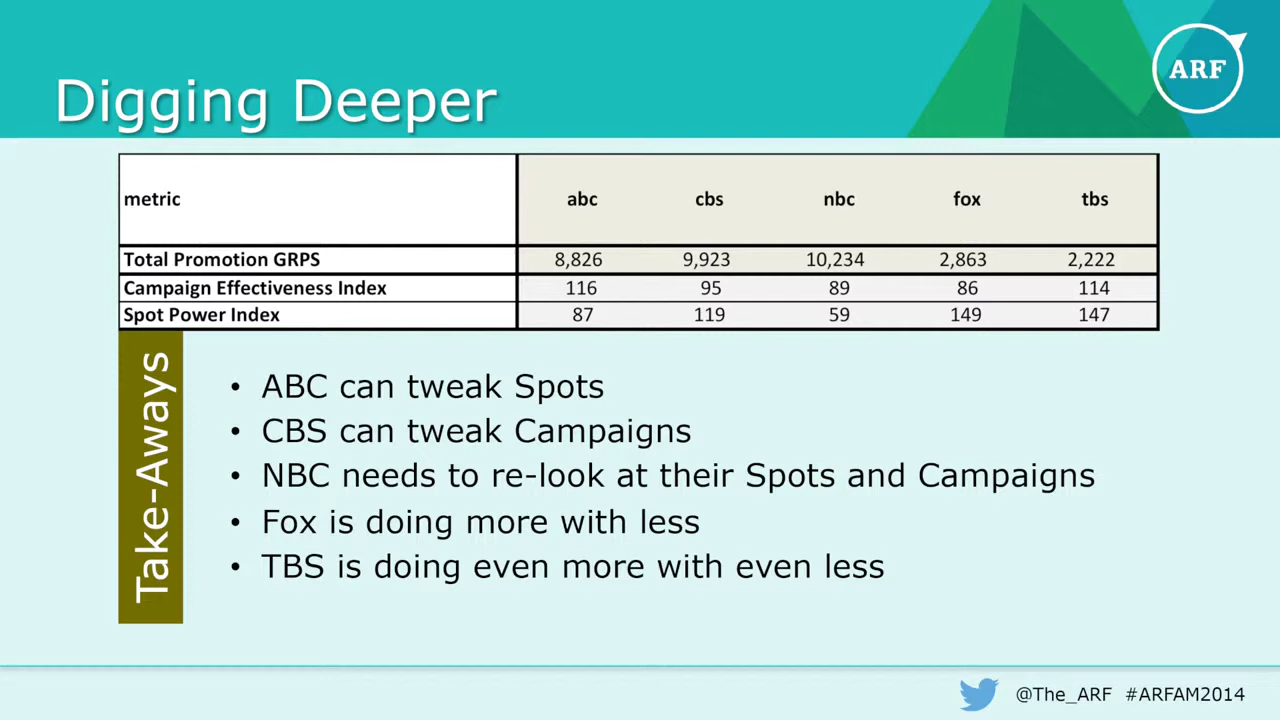 ARF
Digging Deeper
metric abc cbs nbc fox tbs
Total Promotion GRPS 8,826 9,923 10,234 2,863 2,222
Campaign Effectiveness Index 116 95 89 86 114
Spot Power Index 87 119 59 149 147
Take-Aways
• ABC can tweak Spots
• CBS can tweak Campaigns
• NBC needs to re-look at their Spots and Campaigns
• Fox is doing more with less
• TBS is doing even more with even less
@The_ARF #ARFAM2014